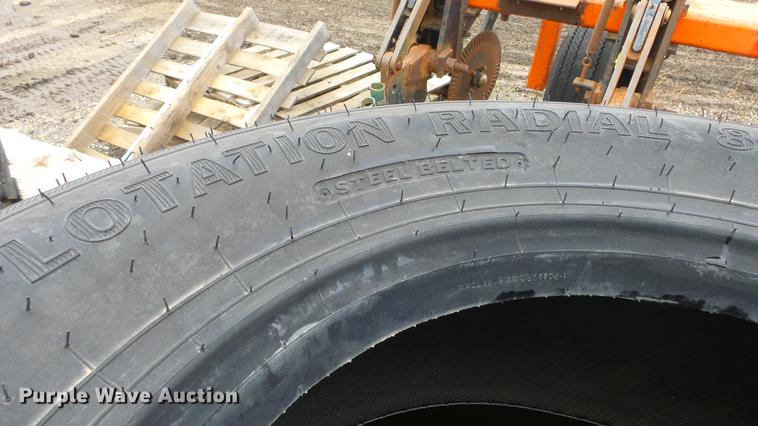 LOTATION RADIAL 8
STEEL BELTED
Purple Wave Auction®